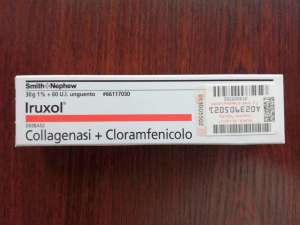 Smith+Nephew
30g 1% + 60 U.I. unguento #66117030
Iruxol®
Collagenasi + Cloramfenicolo